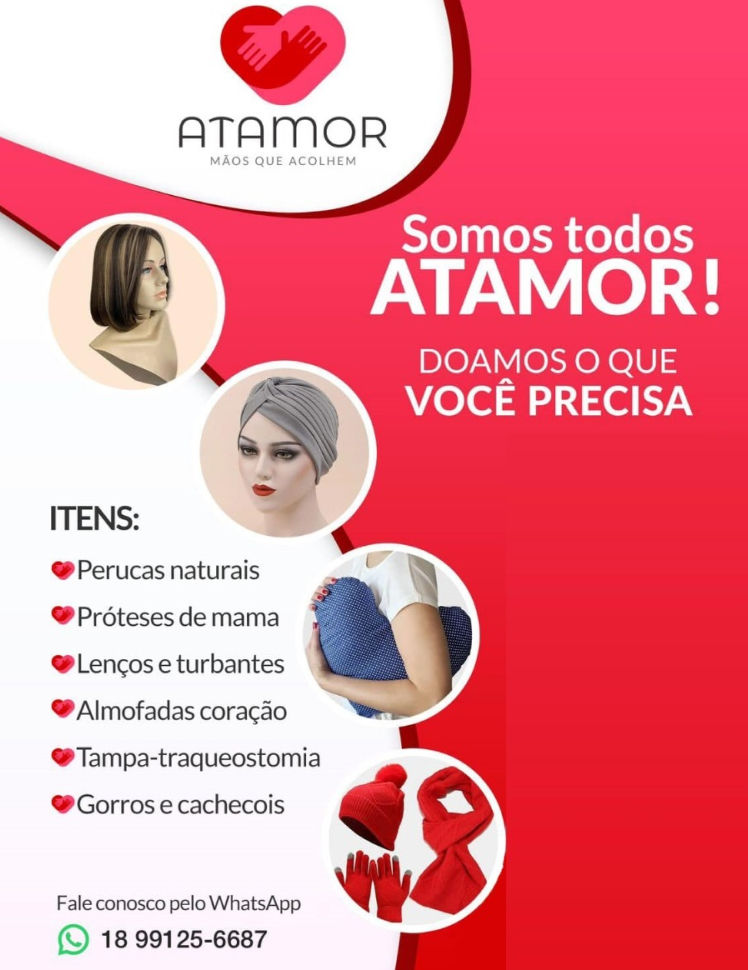 ATAMOR
MÃOS QUE ACOLHEM
Somos todos
ATAMOR!
DOAMOS O QUE
VOCÊ PRECISA
ITENS:
Perucas naturais
Próteses de mama
Lenços e turbantes
Almofadas coração
Tampa-traqueostomia
Gorros e cachecois
Fale conosco pelo WhatsApp
18 99125-6687